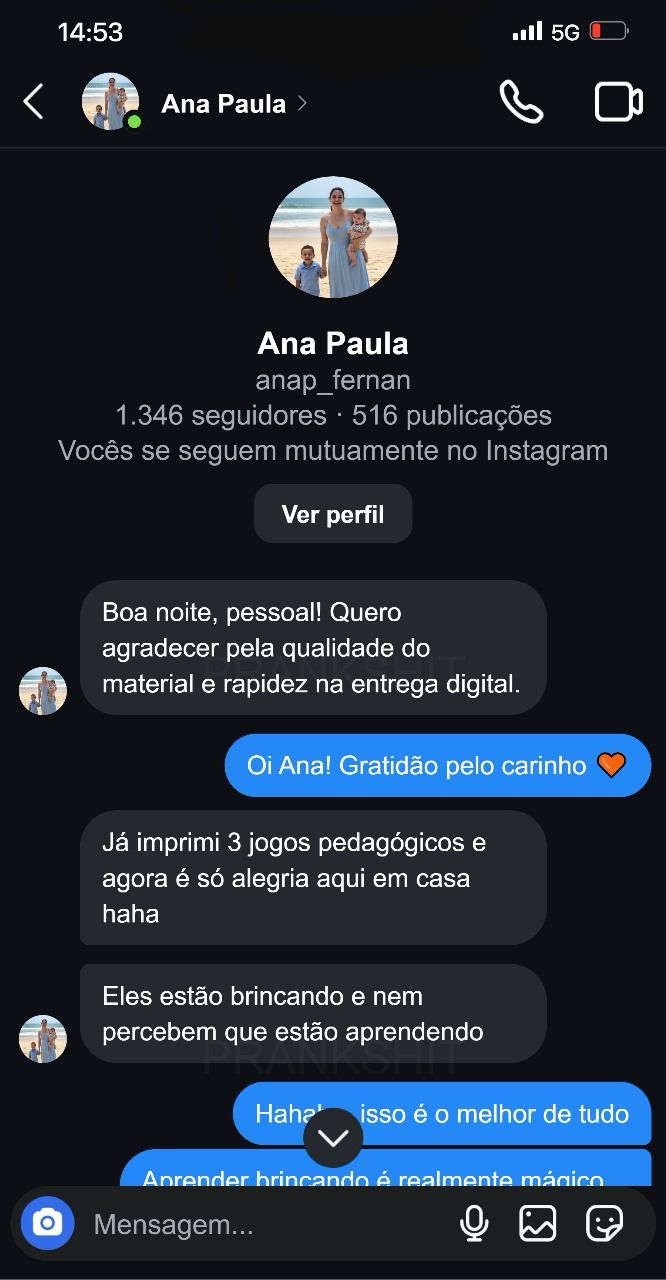 14:53
5G
Ana Paula
Ana Paula
anap_fernan
1.346 seguidores · 516 publicações
Vocês se seguem mutuamente no Instagram
Ver perfil
Boa noite, pessoal! Quero
agradecer pela qualidade do
material e rapidez na entrega digital.
PRANKSHIT
Oi Ana! Gratidão pelo carinho 🧡
Já imprimi 3 jogos pedagógicos e
agora é só alegria aqui em casa
haha
Eles estão brincando e nem
percebem que estão aprendendo
PRANKSHIT
isso é o melhor de tudo
Aprender brincando é realmente mágico
Mensagem...